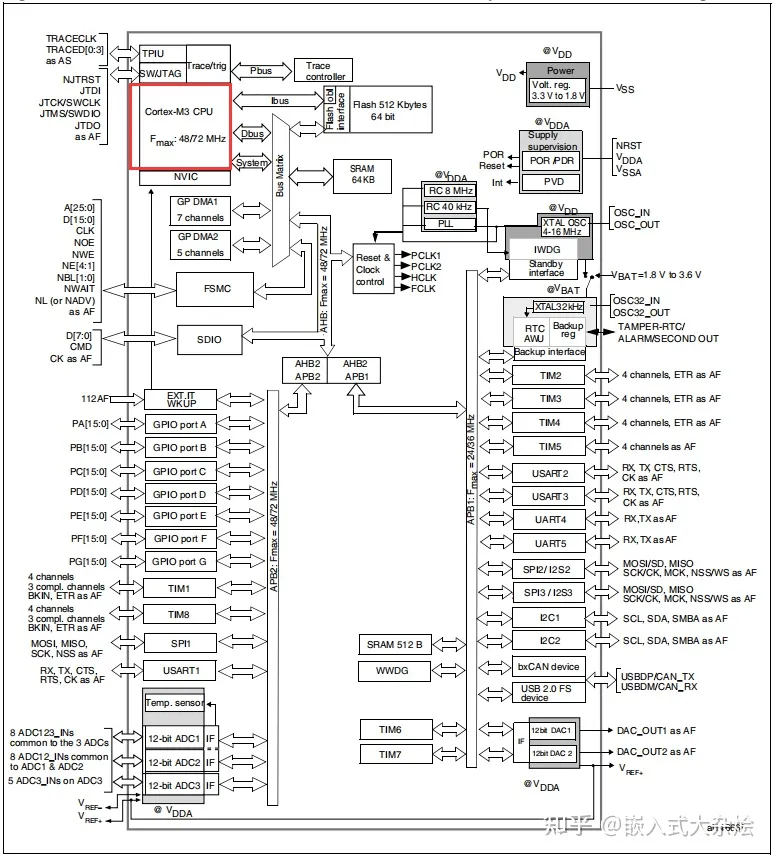 TRACECLK
TRACED[0:3]
as AS
TPIU
SW/JTAG
Trace/trig
NJTRST
JTDI
JTCK/SWCLK
JTMS/SWDIO
JTDO
as AF
Cortex-M3 CPU
Fmax: 48/72 MHz
NVIC
Pbus
Trace
controller
Ibus
Dbus
System
Flash obl
interface
Flash 512 Kbytes
64 bit
Bus Matrix
SRAM
64 KB
GP DMA1
7 channels
GP DMA2
5 channels
A[25:0]
D[15:0]
CLK
NOE
NWE
NE[4:1]
NBL[1:0]
NWAIT
NL (or NADV)
as AF
FSMC
D[7:0]
CMD
CK as AF
SDIO
AHB: Fmax = 48/72 MHz
Reset &
Clock
control
PCLK1
PCLK2
HCLK
FCLK
@VDDA
RC 8 MHz
RC 40 kHz
PLL
@VDD
VDD
Power
Volt. reg.
3.3 V to 1.8 V
VSS
@VDDA
Supply
supervision
POR / PDR
PVD
POR
Reset
Int
NRST
VDDA
VSSA
@VDD
XTAL OSC
4-16 MHz
OSC_IN
OSC_OUT
IWDG
Standby
interface
VBAT=1.8 V to 3.6 V
@VBAT
XTAL32kHz
OSC32_IN
OSC32_OUT
RTC
AWU
Backup
reg
TAMPER-RTC/
ALARM/SECOND OUT
Backup interface
AHB2
APB2
AHB2
APB1
112AF
EXT.IT
WKUP
PA[15:0]
GPIO port A
PB[15:0]
GPIO port B
PC[15:0]
GPIO port C
PD[15:0]
GPIO port D
PE[15:0]
GPIO port E
PF[15:0]
GPIO port F
PG[15:0]
GPIO port G
4 channels
3 compl. channels
BKIN, ETR as AF
TIM1
4 channels
3 compl. channels
BKIN, ETR as AF
TIM8
MOSI, MISO,
SCK, NSS as AF
SPI1
RX, TX, CTS,
RTS, CK as AF
USART1
APB2: Fmax = 48/72 MHz
Temp. sensor
8 ADC123_INs
common to the 3 ADCs
12-bit ADC1
IF
8 ADC12_INs common
to ADC1 & ADC2
12-bit ADC2
IF
5 ADC3_INs on ADC3
12-bit ADC3
IF
VREF–
VREF+
@ VDDA
APB1: Fmax = 24/36 MHz
TIM2
4 channels, ETR as AF
TIM3
4 channels, ETR as AF
TIM4
4 channels, ETR as AF
TIM5
4 channels as AF
USART2
RX, TX, CTS, RTS,
CK as AF
USART3
RX, TX, CTS, RTS,
CK as AF
UART4
RX,TX as AF
UART5
RX, TX as AF
SPI2 / I2S2
MOSI/SD, MISO
SCK/CK, MCK, NSS/WS as AF
SPI3 / I2S3
MOSI/SD, MISO
SCK/CK, MCK, NSS/WS as AF
I2C1
SCL, SDA, SMBA as AF
I2C2
SCL, SDA, SMBA as AF
SRAM 512 B
WWDG
bxCAN device
USB 2.0 FS
device
USBDP/CAN_TX
USBDM/CAN_RX
TIM6
TIM7
IF
12bit DAC1
12bit DAC 2
DAC_OUT1 as AF
DAC_OUT2 as AF
VREF+
@VDDA
知乎 @嵌入式大杂烩